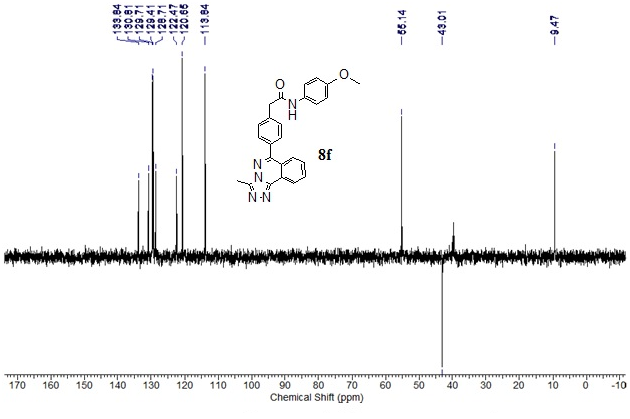 133.84
130.81
129.71
129.41
128.71
122.47
120.65
113.84
55.14
43.01
9.47
O
O
N
H
8f
N
N
N
N
170 160 150 140 130 120 110 100 90 80 70 60 50 40 30 20 10 0 -10
Chemical Shift (ppm)